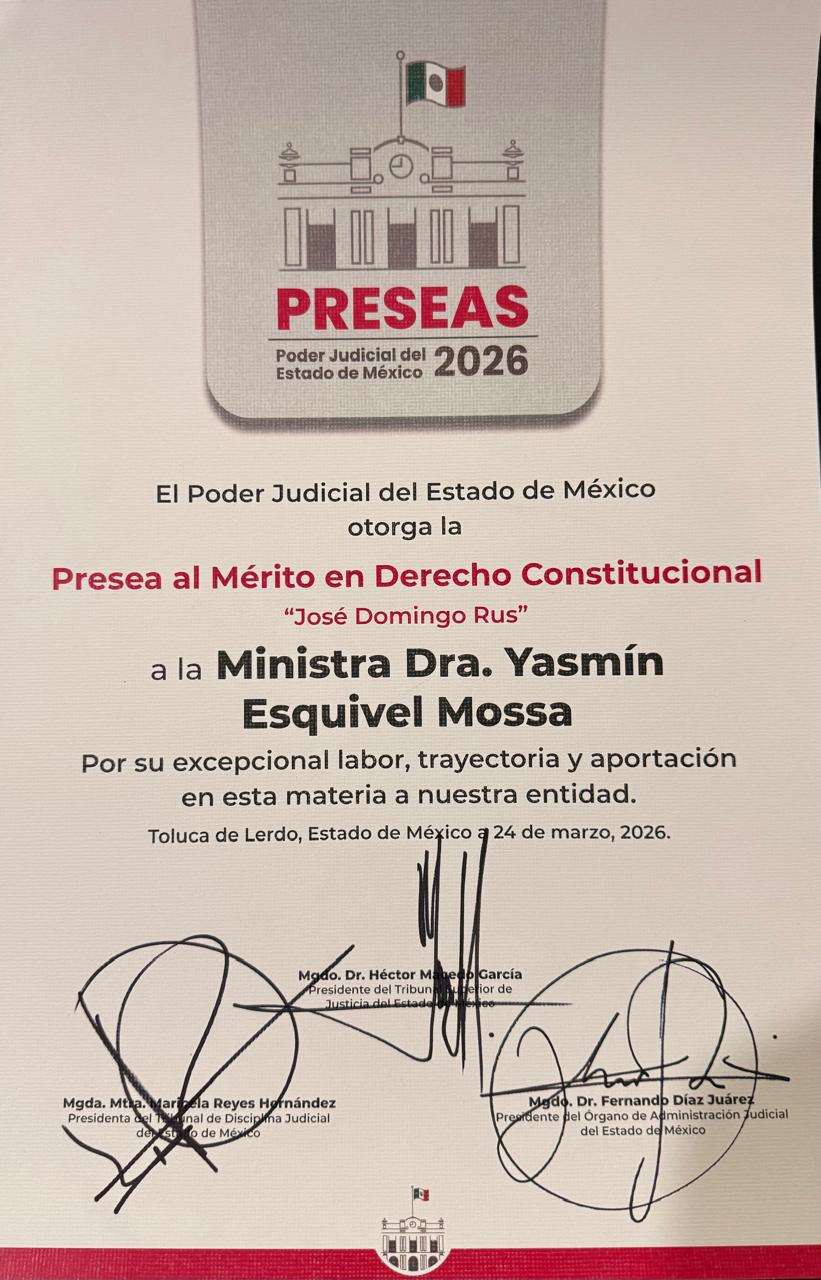 PRESEAS
Poder Judicial del
Estado de México 2026
El Poder Judicial del Estado de México
otorga la
Presea al Mérito en Derecho Constitucional
“José Domingo Rus”
a la Ministra Dra. Yasmín
Esquivel Mossa
Por su excepcional labor, trayectoria y aportación
en esta materia a nuestra entidad.
Toluca de Lerdo, Estado de México a 24 de marzo, 2026.
Mgdo. Dr. Héctor Macedo García
Presidente del Tribunal Superior de
Justicia del Estado de México
Mgda. Mtra. Maricela Reyes Hernández
Presidenta del Tribunal de Disciplina Judicial
del Estado de México
Mgdo. Dr. Fernando Díaz Juárez
Presidente del Órgano de Administración Judicial
del Estado de México